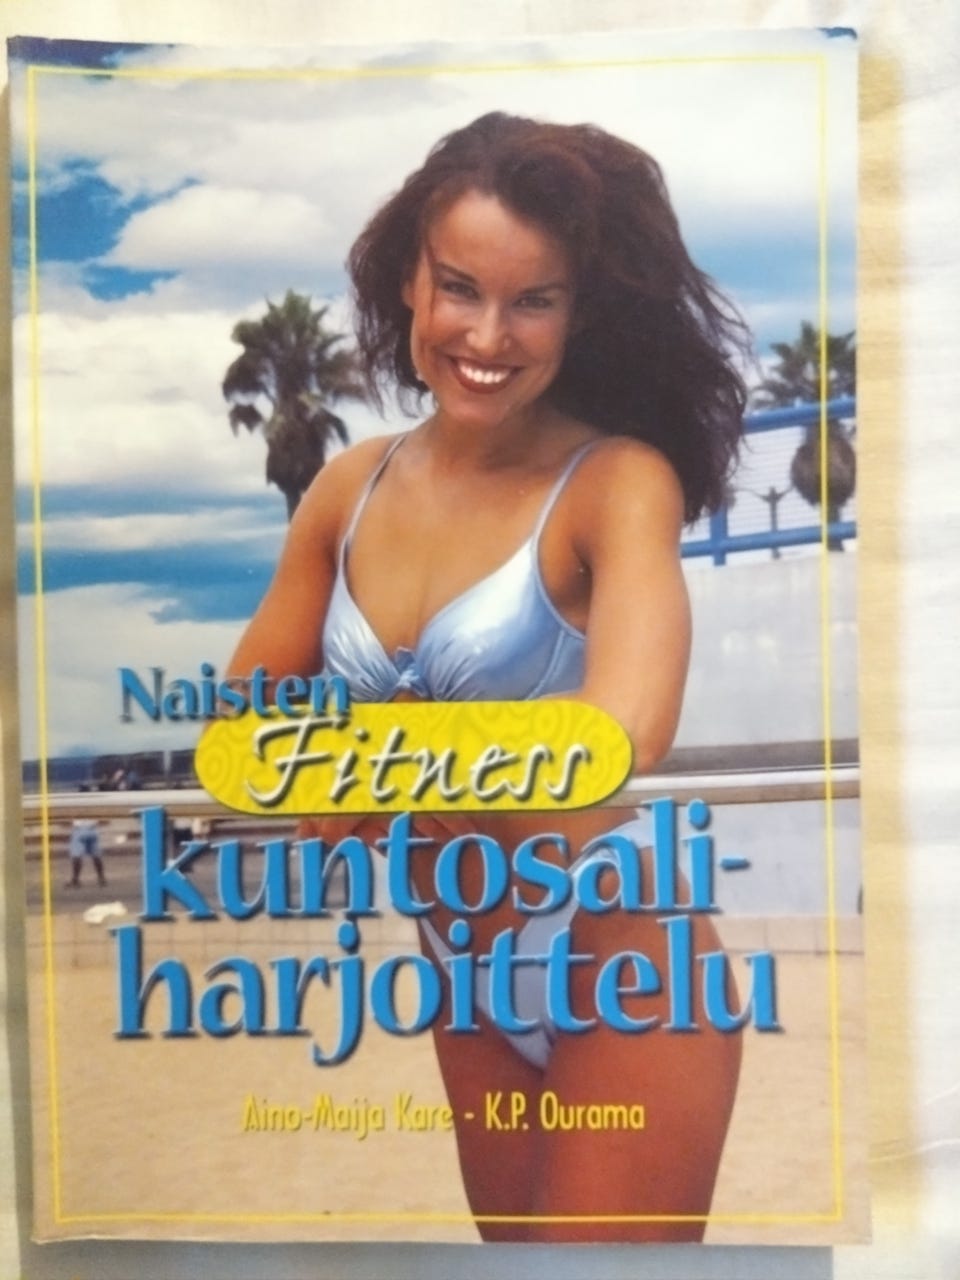 Naisten
Fitness
kuntosali-
harjoittelu
Aino-Maija Kare - K.P. Ourama